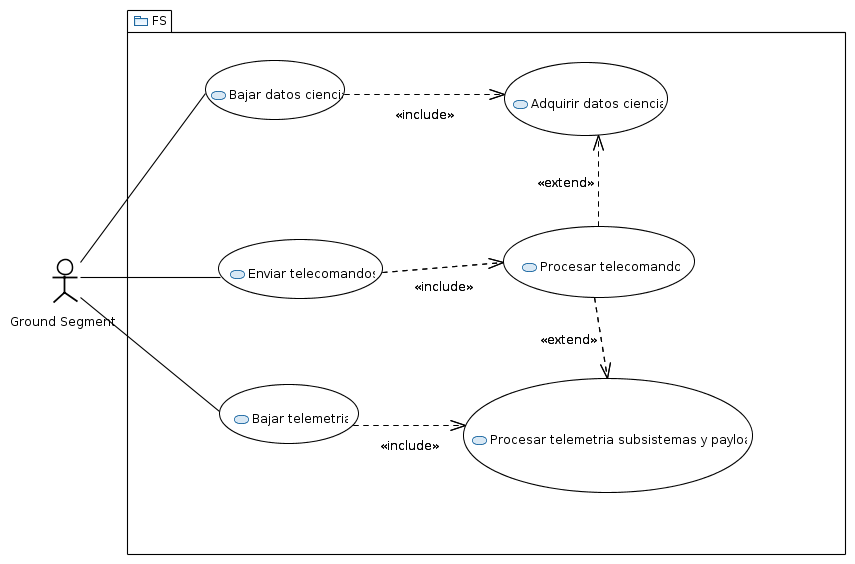 FS
Bajar datos cienci
«include»
Adquirir datos ciencia
«extend»
Enviar telecomandos
«include»
Procesar telecomando
Ground Segment
«extend»
Bajar telemetria
«include»
Procesar telemetria subsistemas y payloa